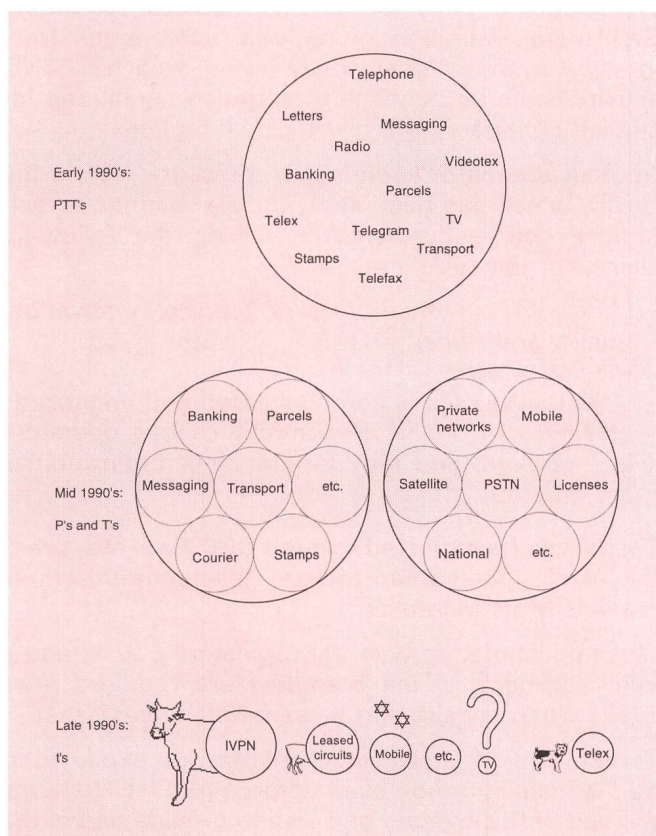 Telephone
Letters
Messaging
Radio
Videotex
Early 1990's:
Banking
Parcels
PTT's
Telex
TV
Telegram
Transport
Stamps
Telefax
Banking
Parcels
Private
networks
Mobile
Mid 1990's:
Messaging
Transport
etc.
Satellite
PSTN
Licenses
P's and T's
Courier
Stamps
National
etc.
Late 1990's:
t's
IVPN
Leased
circuits
Mobile
etc.
?
TV
Telex